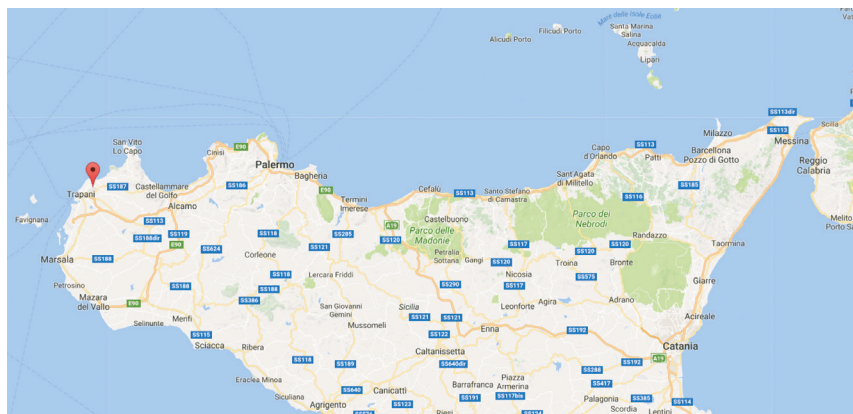 Mare delle Isole Eolie
Alicudi Porto
Filicudi Porto
Santa Marina
Salina
Acquacalda
Lipari
SS113dir
Scilla
Milazzo
SS113
Messina
Reggio
Calabria
San Vito
Lo Capo
Cinisi
E90
Palermo
Bagheria
Capo
d'Orlando
SS113
Patti
Barcellona
Pozzo di Gotto
Trapani
SS187
Castellammare
del Golfo
SS186
Alcamo
E90
Termini
Imerese
Cefalù
SS113
Santo Stefano
di Camastra
Sant'Agata
di Militello
SS185
SS116
Favignana
SS113
SS119
SS188dir
E90
SS624
SS118
SS121
SS285
A19
SS120
Castelbuono
Parco delle
Madonie
Petralia
Sottana
Gangi
SS117
SS120
Parco dei
Nebrodi
SS120
SS120
Randazzo
Taormina
Melito
Marsala
SS188
Corleone
SS118
Lercara Friddi
SS290
Nicosia
SS117
Troina
SS575
Bronte
Giarre
Petrosino
Mazara
del Vallo
E90
SS188
SS188
SS386
San Giovanni
Gemini
Sicilia
SS121
SS121
Leonforte
Agira
Adrano
Acireale
Selinunte
Menfi
SS115
Sciacca
Ribera
Mussomeli
SS122
Enna
SS192
Catania
SS118
SS189
Caltanissetta
SS640dir
SS288
SS192
A19
Eraclea Minoa
Siculiana
SS640
Canicattì
Barrafranca
Piazza
Armerina
SS417
Agrigento
SS123
SS191
SS117bis
Palagonia
SS385
SS114
Scordia
Lentini